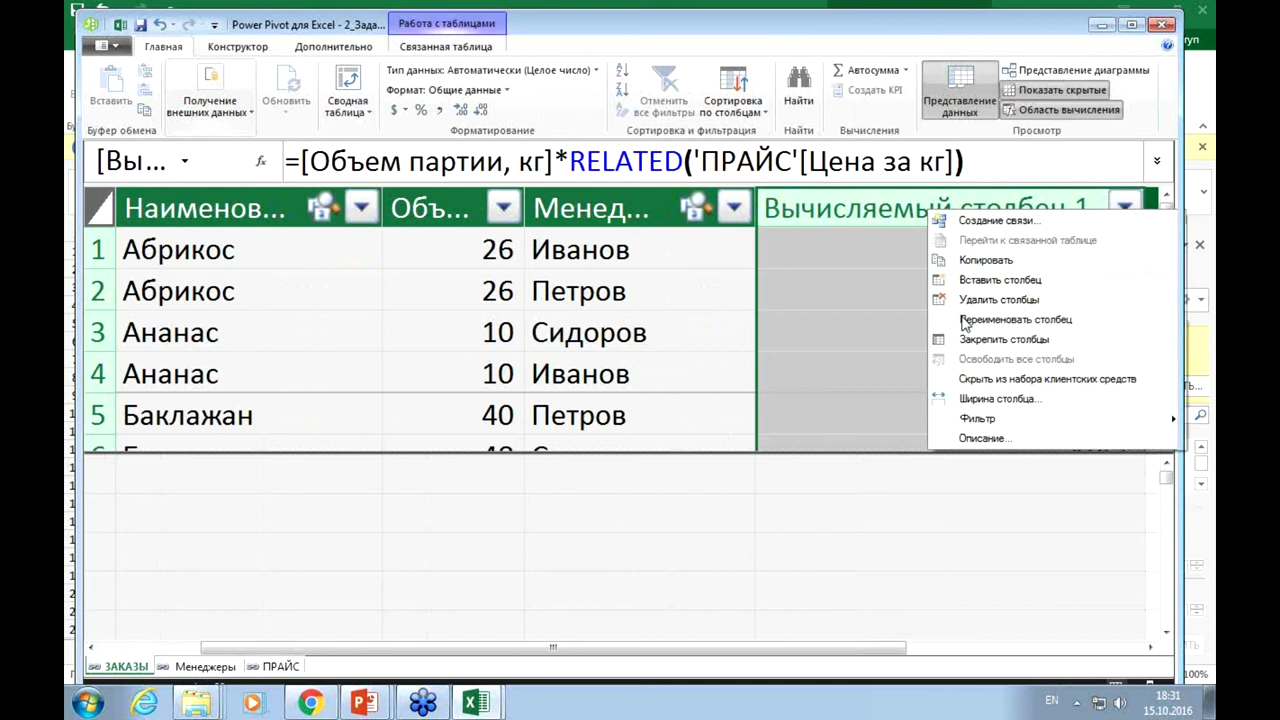 Power Pivot для Excel - 2_Зада...
Работа с таблицами
Главная
Конструктор
Дополнительно
Связанная таблица
Вставить
Буфер обмена
Получение
внешних данных
Обновить
Сводная
таблица
Тип данных: Автоматически (Целое число)
Формат: Общие данные
$ %
Форматирование
Отменить
все фильтры
Сортировка
по столбцам
Сортировка и фильтрация
Найти
Найти
Автосумма
Создать KPI
Вычисления
Представление
данных
Представление диаграммы
Показать скрытые
Область вычисления
Просмотр
[Вы...
fx
=[Объем партии, кг]*RELATED('ПРАЙС'[Цена за кг])
Наименов...
Объ...
Менед...
Вычисляемый столбец 1
1 Абрикос 26 Иванов
2 Абрикос 26 Петров
3 Ананас 10 Сидоров
4 Ананас 10 Иванов
5 Баклажан 40 Петров
Создание связи...
Перейти к связанной таблице
Копировать
Вставить столбец
Удалить столбцы
Переименовать столбец
Закрепить столбцы
Освободить все столбцы
Скрыть из набора клиентских средств
Ширина столбца...
Фильтр
Описание...
ЗАКАЗЫ
Менеджеры
ПРАЙС
100%
EN
18:31
15.10.2016